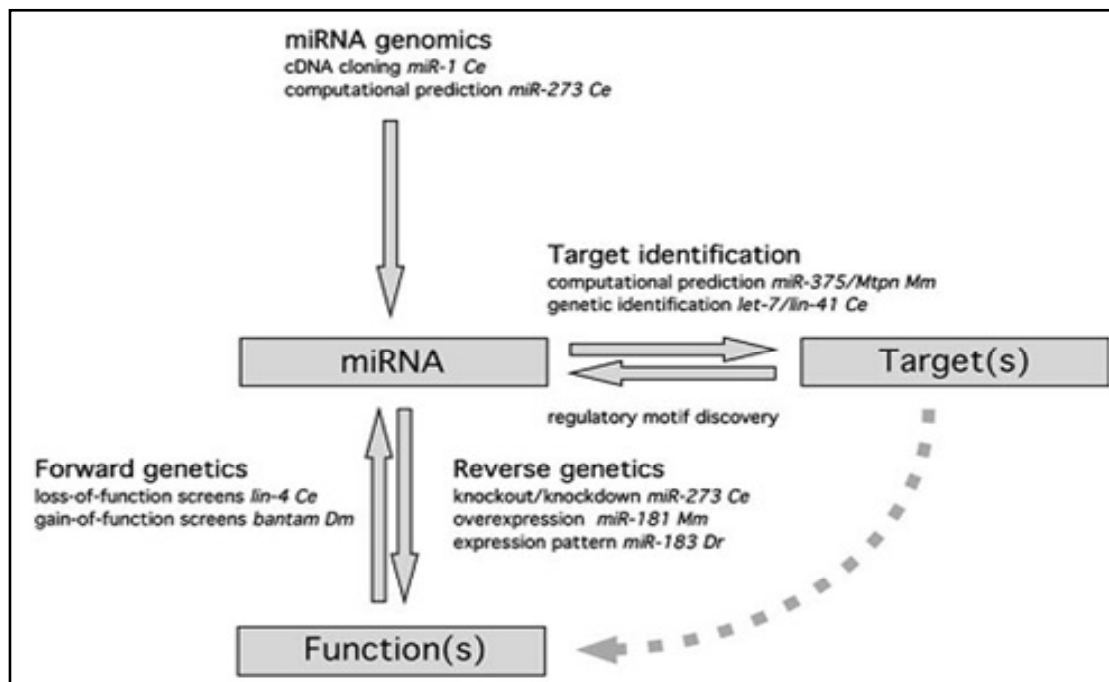 miRNA genomics
cDNA cloning miR-1 Ce
computational prediction miR-273 Ce
Target identification
computational prediction miR-375/Mtpn Mm
genetic identification let-7/lin-41 Ce
miRNA
Target(s)
regulatory motif discovery
Forward genetics
loss-of-function screens lin-4 Ce
gain-of-function screens bantam Dm
Reverse genetics
knockout/knockdown miR-273 Ce
overexpression miR-181 Mm
expression pattern miR-183 Dr
Function(s)